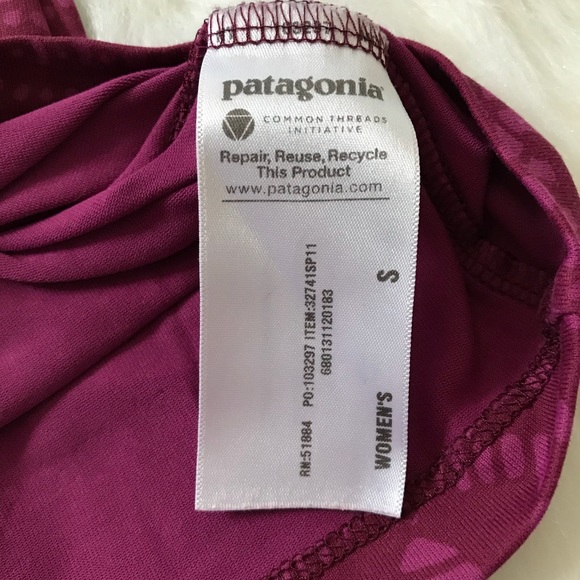 patagonia
COMMON THREADS
INITIATIVE
Repair, Reuse, Recycle
This Product
www.patagonia.com
RN:51884 PO:103297 ITEM:32741SP11
680131120183
WOMEN'S S